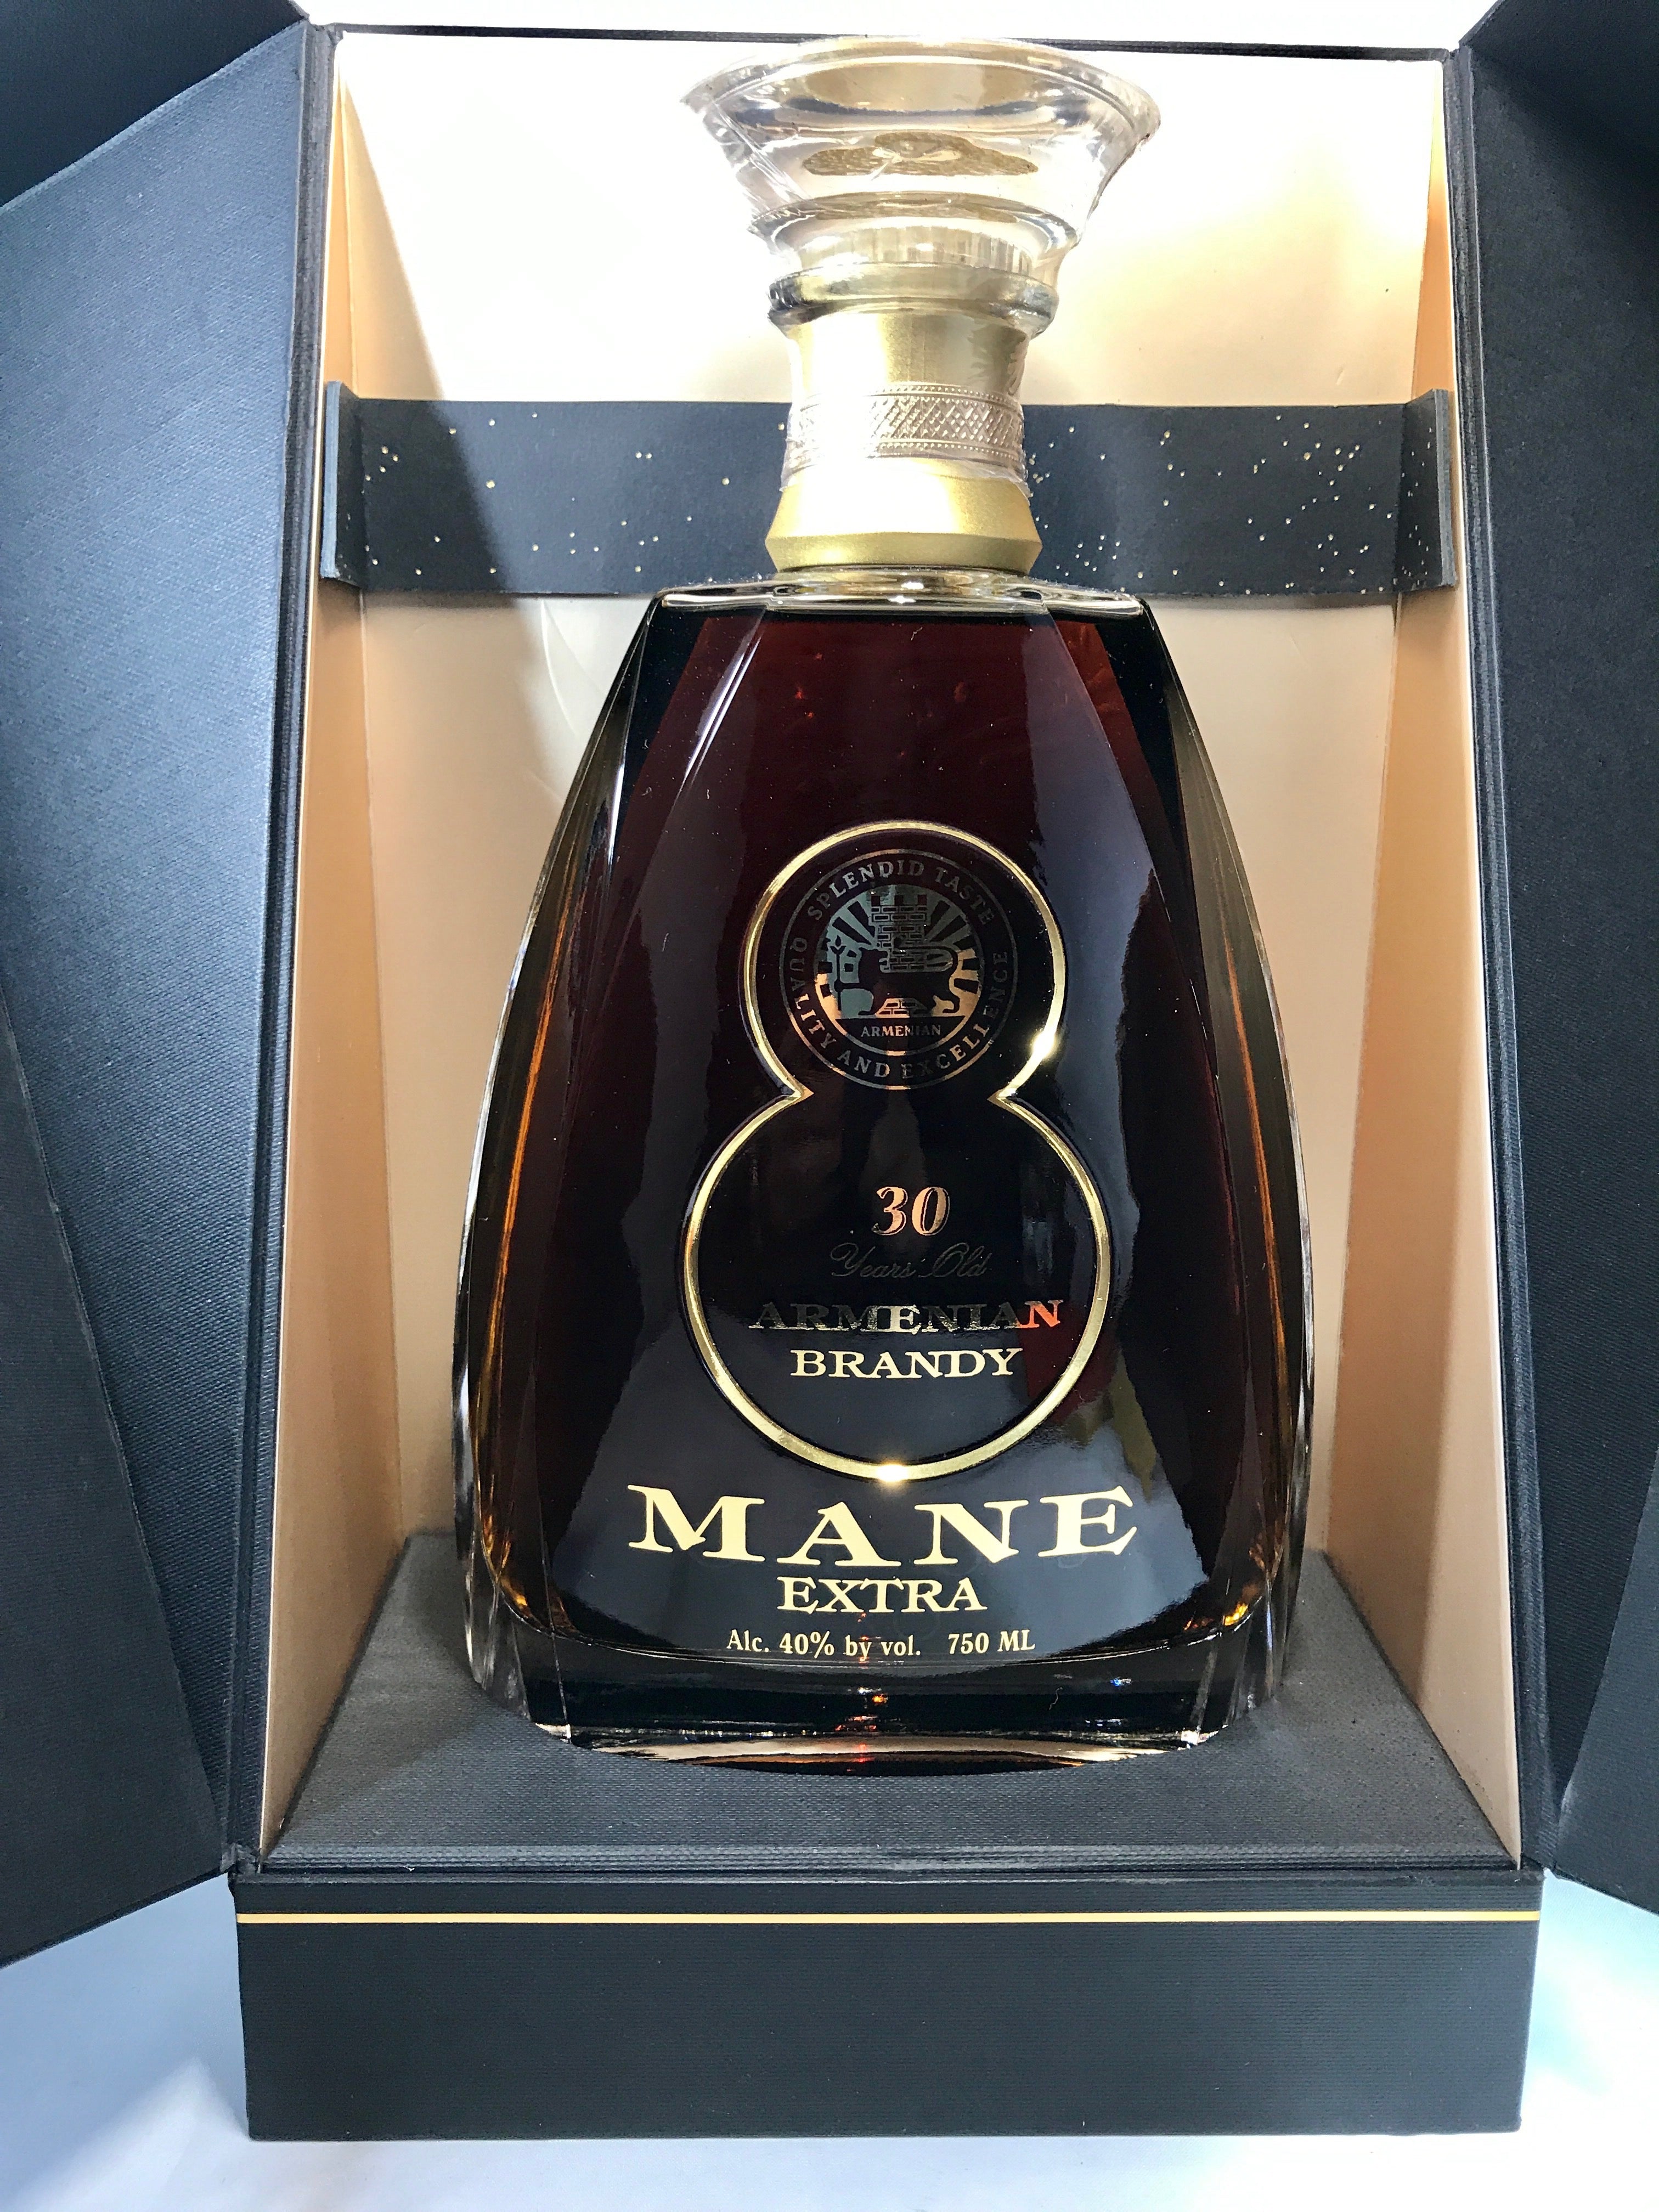 SPLENDID TASTE
QUALITY AND EXCELLENCE
ARMENIAN
30
Years Old
ARMENIAN
BRANDY
MANE
EXTRA
Alc. 40% by vol. 750 ML